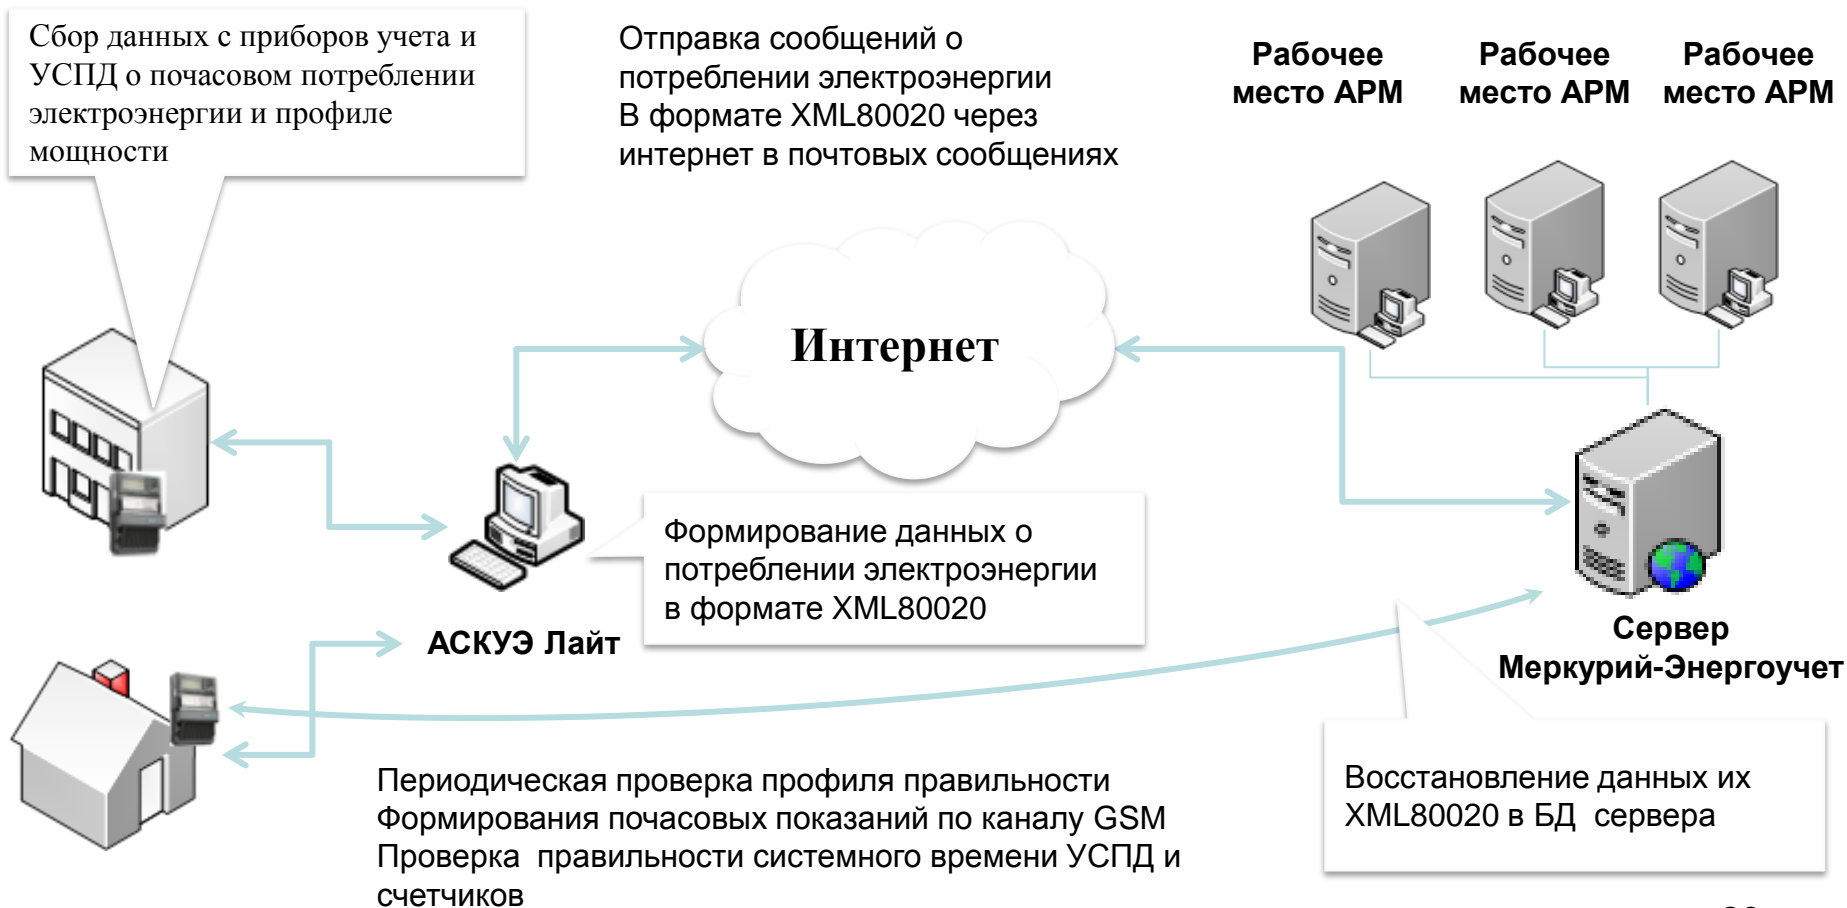 Сбор данных с приборов учета и
УСПД о почасовом потреблении
электроэнергии и профиле
мощности
Отправка сообщений о
потреблении электроэнергии
В формате XML80020 через
интернет в почтовых сообщениях
Рабочее
место АРМ
Рабочее
место АРМ
Рабочее
место АРМ
Интернет
Формирование данных о
потреблении электроэнергии
в формате XML80020
АСКУЭ Лайт
Сервер
Меркурий-Энергоучет
Восстановление данных их
XML80020 в БД сервера
Периодическая проверка профиля правильности
Формирования почасовых показаний по каналу GSM
Проверка правильности системного времени УСПД и
счетчиков